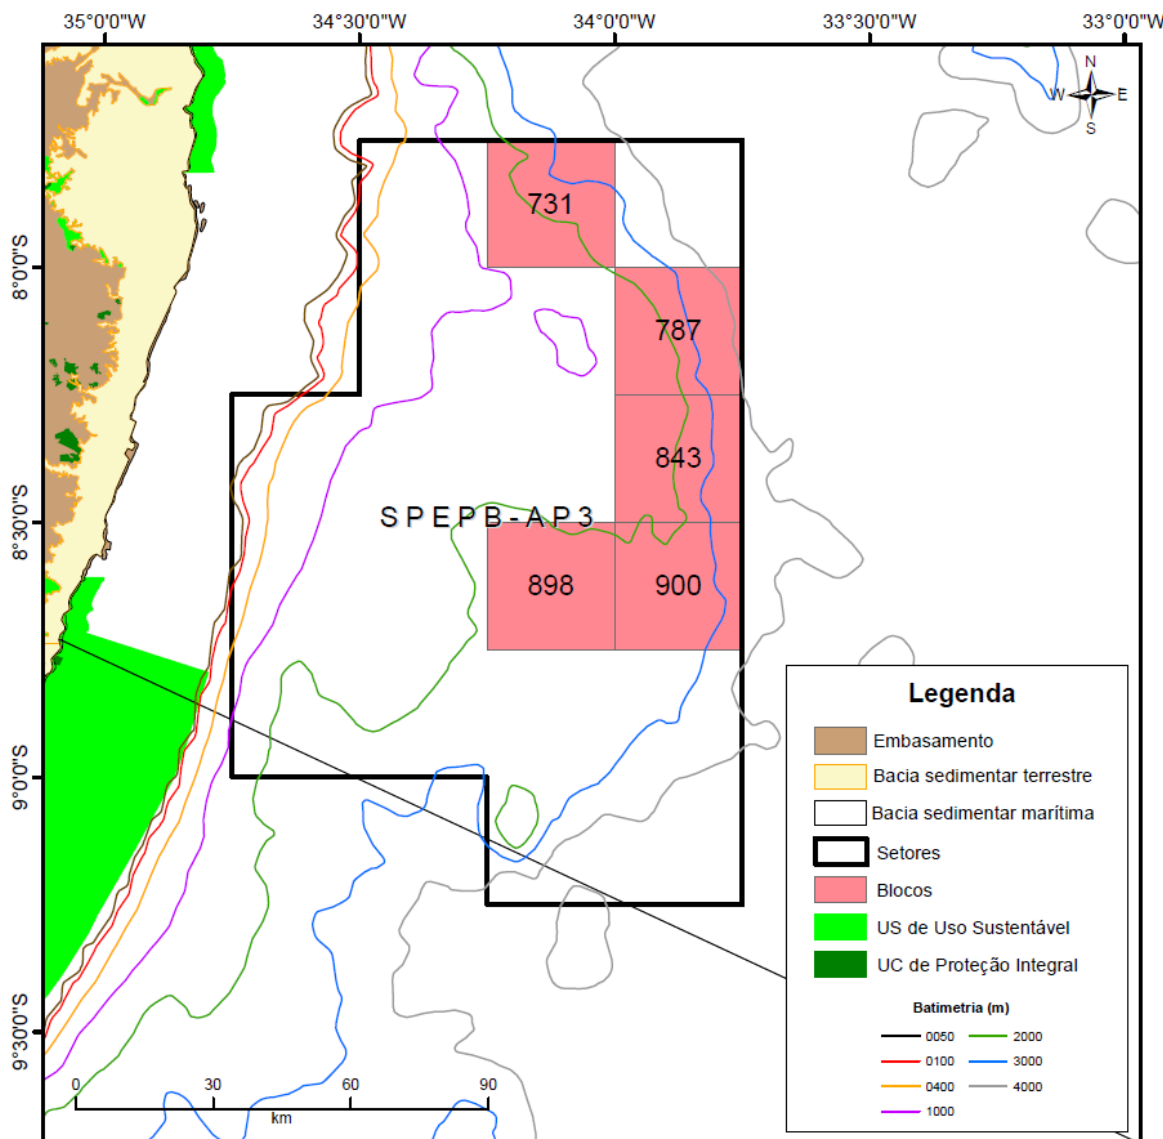 35°0'0"W 34°30'0"W 34°0'0"W 33°30'0"W 33°0'0"W
N
W E
S
731
8°0'0"S
787
843
8°30'0"S
SPEPB-AP3
898 900
Legenda
Embasamento
Bacia sedimentar terrestre
9°0'0"S
Bacia sedimentar marítima
Setores
Blocos
US de Uso Sustentável
UC de Proteção Integral
Batimetria (m)
9°30'0"S
0050 2000
0100 3000
0400 4000
1000
0 30 60 90
km